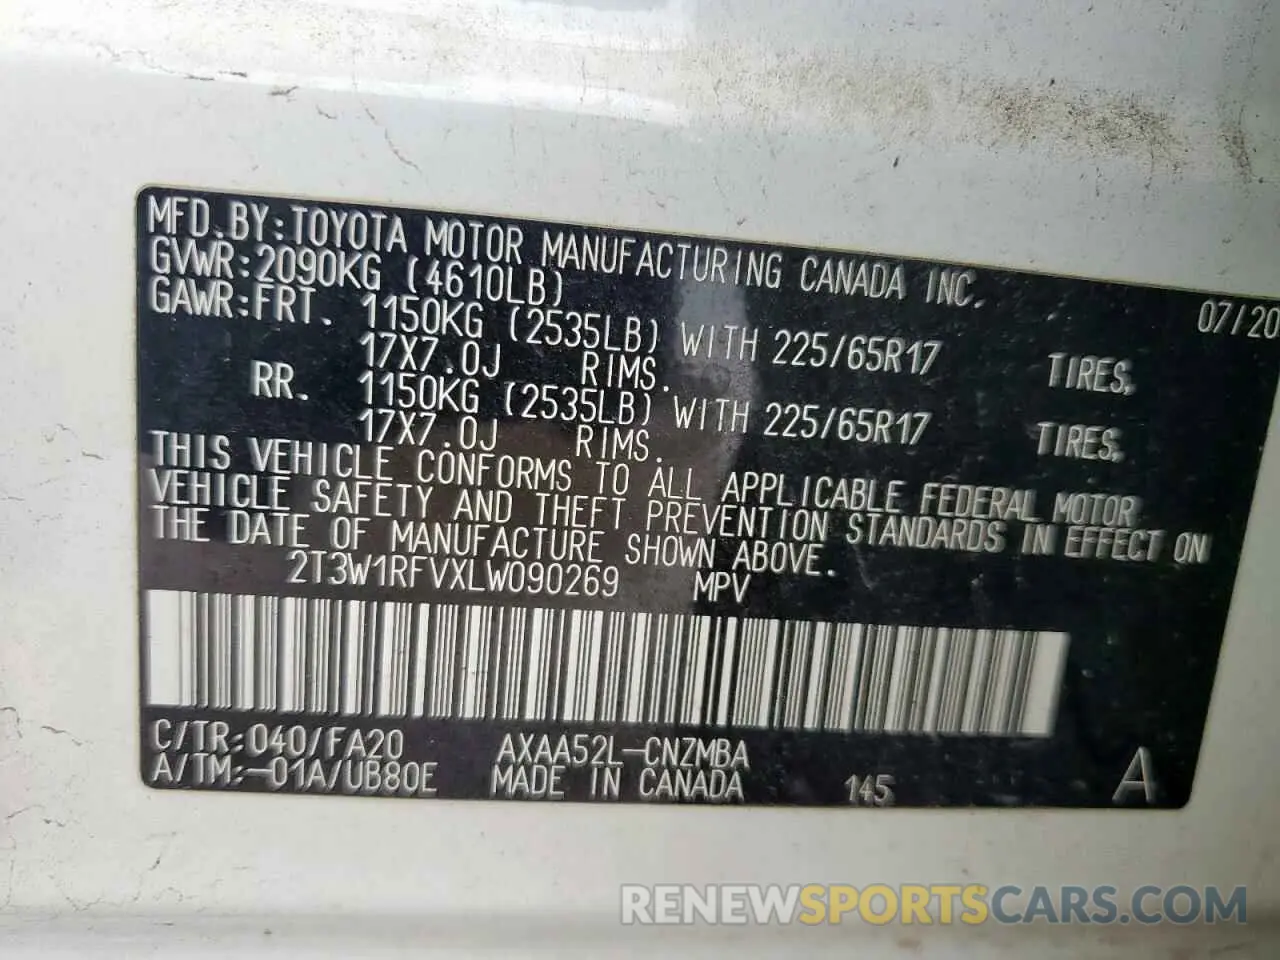 MFD.BY:TOYOTA MOTOR MANUFACTURING CANADA INC.
GVWR:2090KG (4610LB) 07/20
GAWR:FRT. 1150KG (2535LB) WITH 225/65R17 TIRES,
17X7.0J RIMS.
RR. 1150KG (2535LB) WITH 225/65R17 TIRES,
17X7.0J RIMS.
THIS VEHICLE CONFORMS TO ALL APPLICABLE FEDERAL MOTOR
VEHICLE SAFETY AND THEFT PREVENTION STANDARDS IN EFFECT ON
THE DATE OF MANUFACTURE SHOWN ABOVE.
2T3W1RFVXLW090269 MPV
C/TR:040/FA20 AXAA52L-CNZMBA
A/TM:-01A/UB80E MADE IN CANADA 145 A
RENEWSPORTSCARS.COM